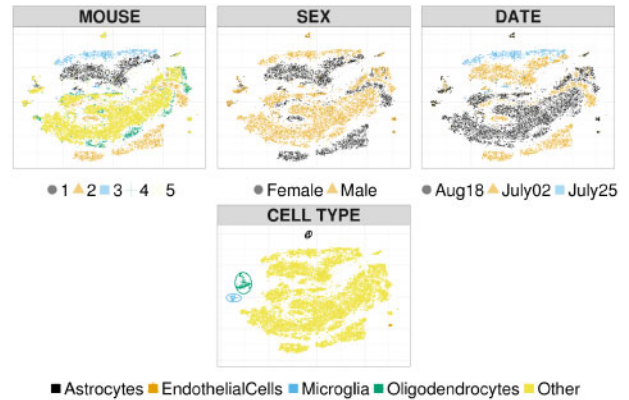 MOUSE SEX DATE
1 2 3 4 5 Female Male Aug18 July02 July25
CELL TYPE
Astrocytes EndothelialCells Microglia Oligodendrocytes Other